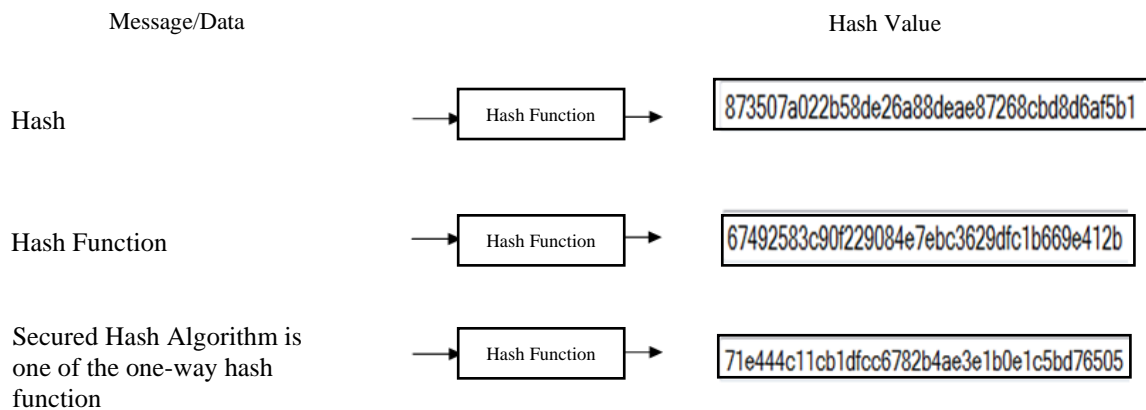 Message/Data
Hash Value
Hash
Hash Function
873507a022b58de26a88deae87268cbd8d6af5b1
Hash Function
Hash Function
67492583c90f229084e7ebc3629dfc1b669e412b
Secured Hash Algorithm is
one of the one-way hash
function
Hash Function
71e444c11cb1dfcc6782b4ae3e1b0e1c5bd76505